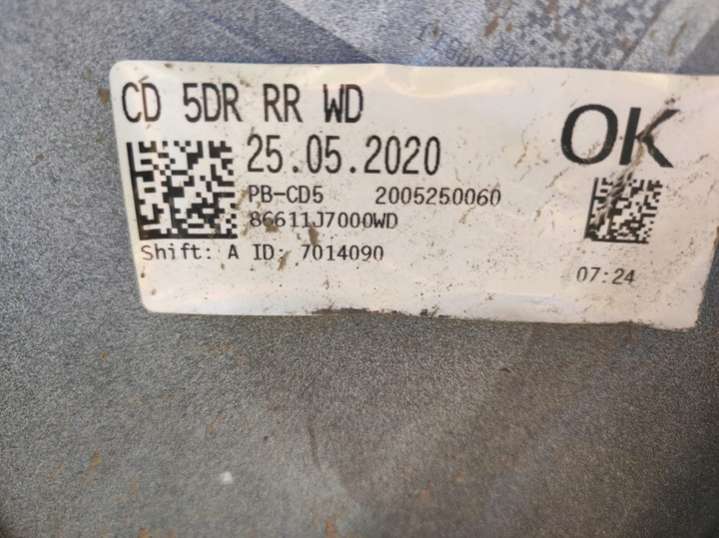 CD 5DR RR WD
OK
25.05.2020
PB-CD5 2005250060
86611J7000WD
Shift: A ID: 7014090
07:24